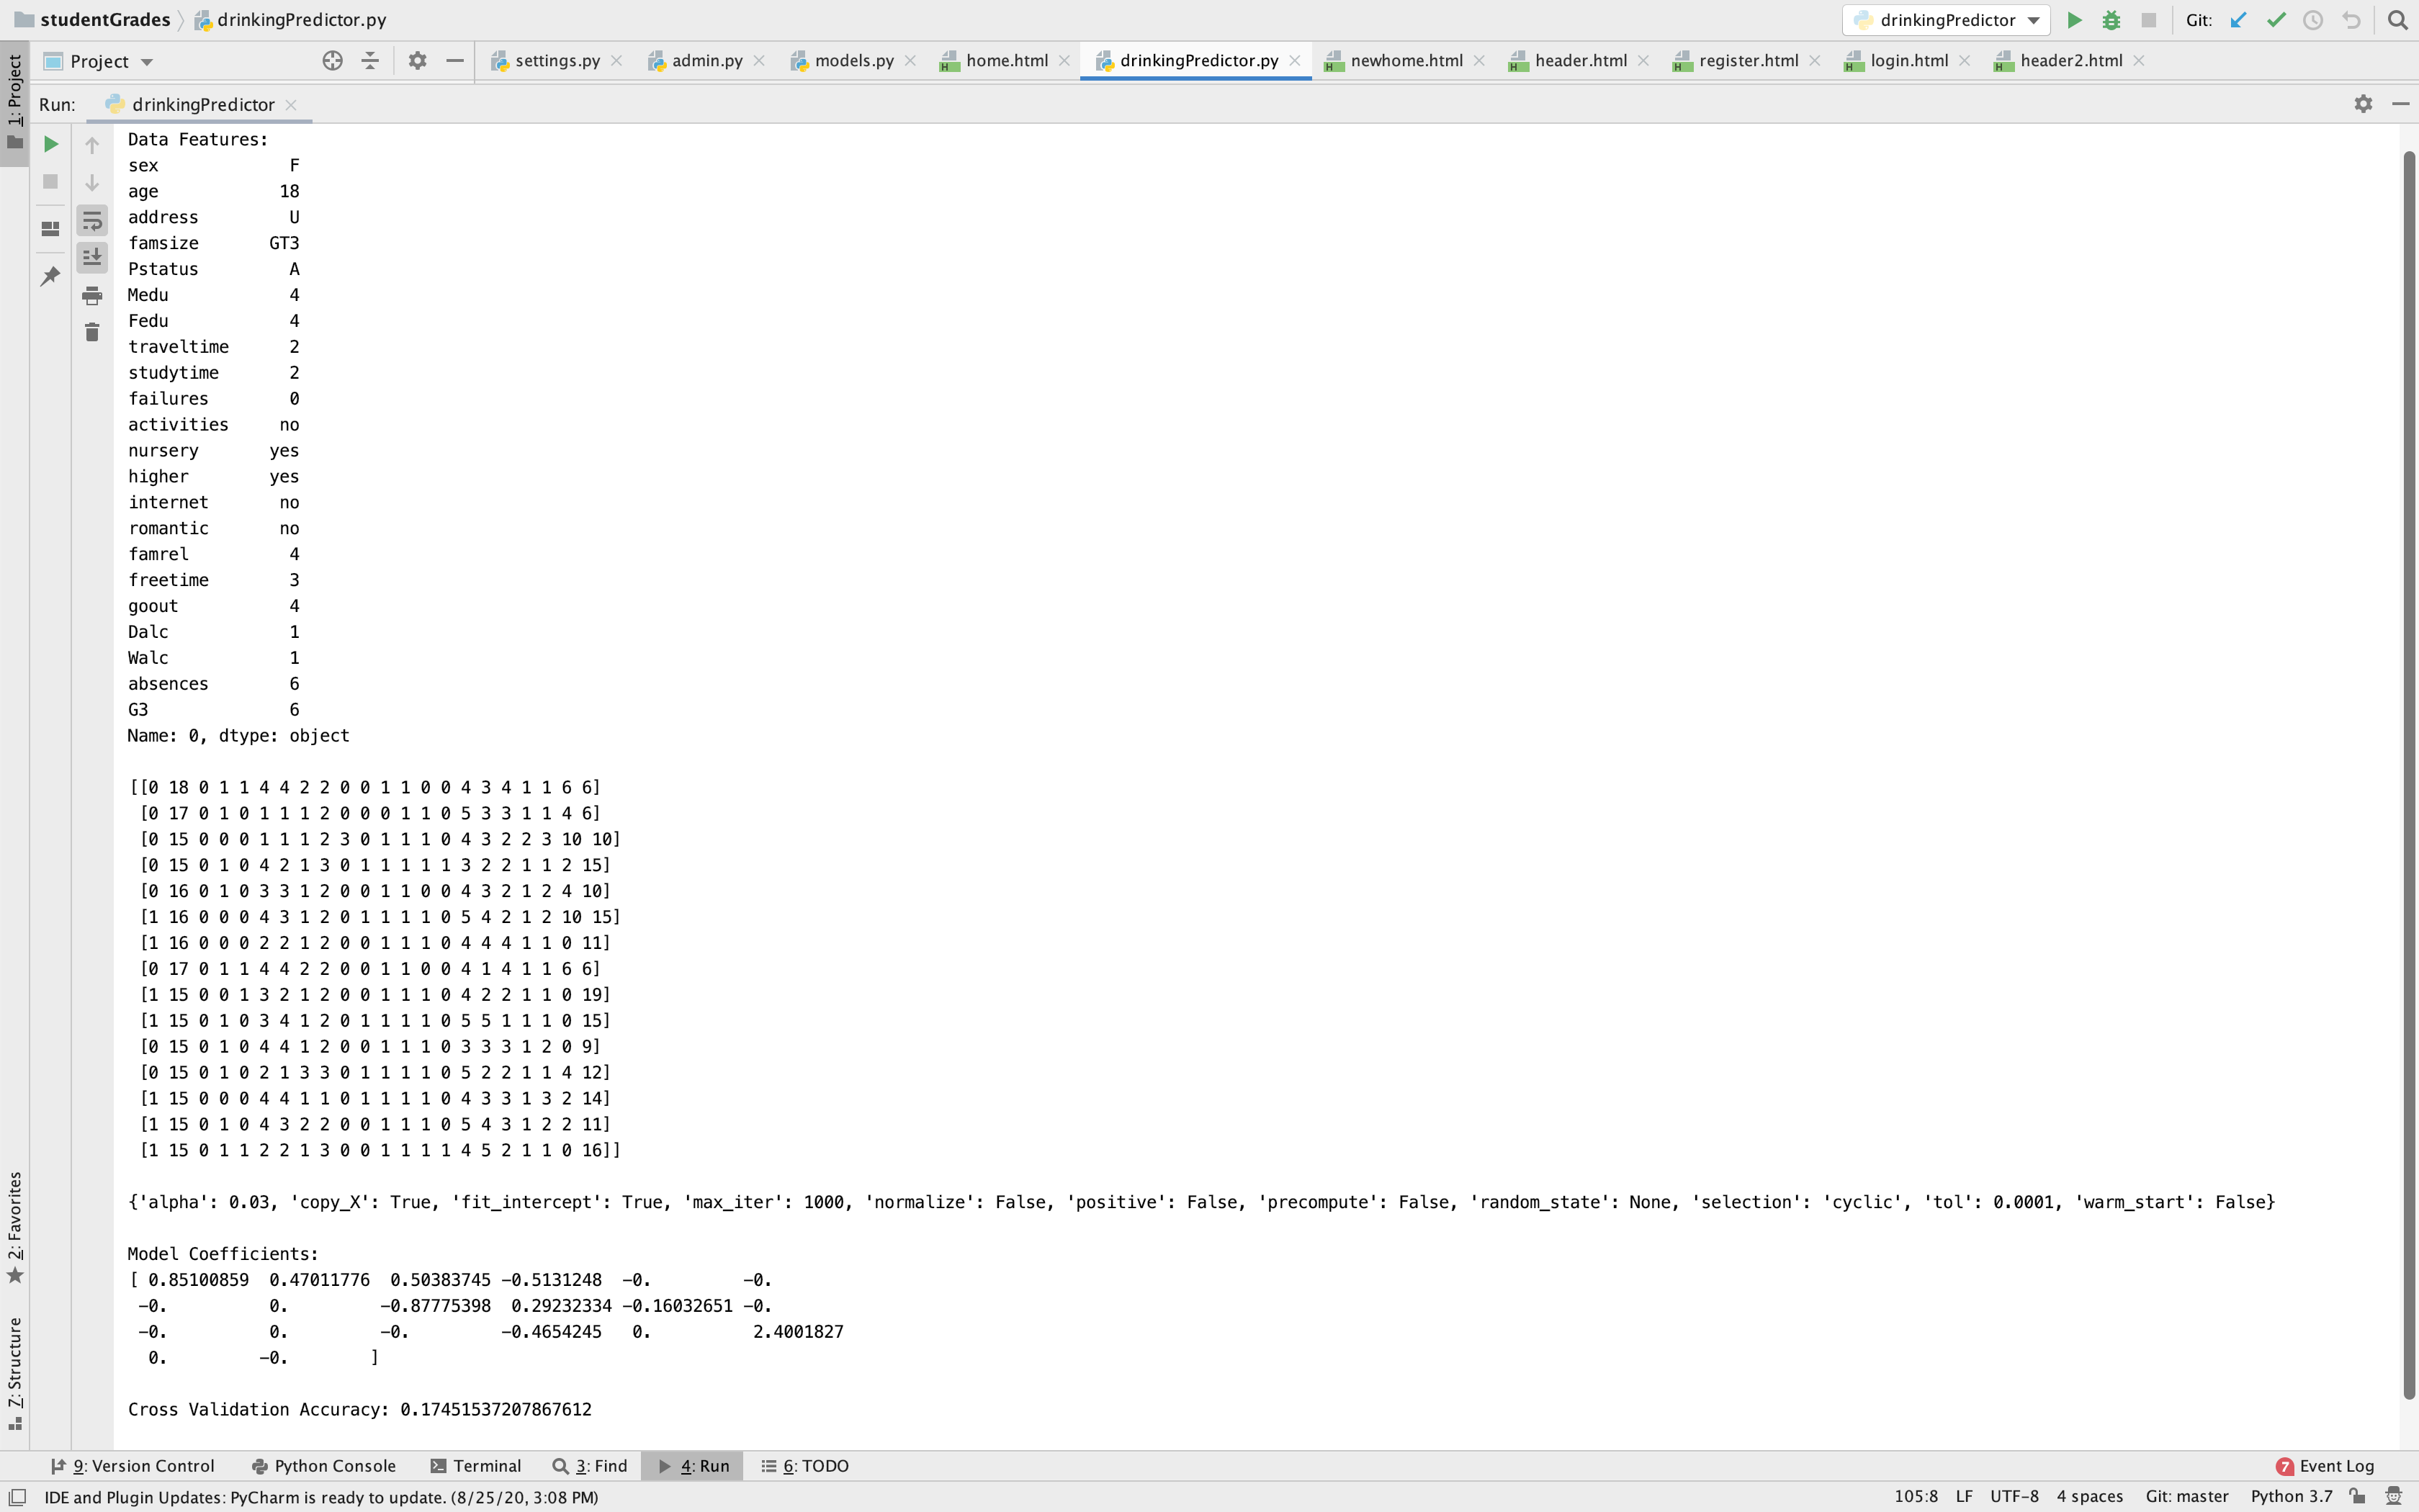 studentGrades drinkingPredictor.py drinkingPredictor Git:
Project settings.py admin.py models.py home.html drinkingPredictor.py newhome.html header.html register.html login.html header2.html
1: Project
Run: drinkingPredictor
Data Features:
sex F
age 18
address U
famsize GT3
Pstatus A
Medu 4
Fedu 4
traveltime 2
studytime 2
failures 0
activities no
nursery yes
higher yes
internet no
romantic no
famrel 4
freetime 3
goout 4
Dalc 1
Walc 1
absences 6
G3 6
Name: 0, dtype: object
[[0 18 0 1 1 4 4 2 2 0 0 1 1 0 0 4 3 4 1 1 6 6]
[0 17 0 1 0 1 1 1 2 0 0 0 1 1 0 5 3 3 1 1 4 6]
[0 15 0 0 0 1 1 1 2 3 0 1 1 1 0 4 3 2 2 3 10 10]
[0 15 0 1 0 4 2 1 3 0 1 1 1 1 1 3 2 2 1 1 2 15]
[0 16 0 1 0 3 3 1 2 0 0 1 1 0 0 4 3 2 1 2 4 10]
[1 16 0 0 0 4 3 1 2 0 1 1 1 1 0 5 4 2 1 2 10 15]
[1 16 0 0 0 2 2 1 2 0 0 1 1 1 0 4 4 4 1 1 0 11]
[0 17 0 1 1 4 4 2 2 0 0 1 1 0 0 4 1 4 1 1 6 6]
[1 15 0 0 1 3 2 1 2 0 0 1 1 1 0 4 2 2 1 1 0 19]
[1 15 0 1 0 3 4 1 2 0 1 1 1 1 0 5 5 1 1 1 0 15]
[0 15 0 1 0 4 4 1 2 0 0 1 1 1 0 3 3 3 1 2 0 9]
[0 15 0 1 0 2 1 3 3 0 1 1 1 1 0 5 2 2 1 1 4 12]
[1 15 0 0 0 4 4 1 1 0 1 1 1 1 0 4 3 3 1 3 2 14]
[1 15 0 1 0 4 3 2 2 0 0 1 1 1 0 5 4 3 1 2 2 11]
[1 15 0 1 1 2 2 1 3 0 0 1 1 1 1 4 5 2 1 1 0 16]]
{'alpha': 0.03, 'copy_X': True, 'fit_intercept': True, 'max_iter': 1000, 'normalize': False, 'positive': False, 'precompute': False, 'random_state': None, 'selection': 'cyclic', 'tol': 0.0001, 'warm_start': False}
2: Favorites
Model Coefficients:
[ 0.85100859 0.47011776 0.50383745 -0.5131248 -0. -0.
-0. 0. -0.87775398 0.29232334 -0.16032651 -0.
-0. 0. -0. -0.4654245 0. 2.4001827
0. -0. ]
7: Structure
Cross Validation Accuracy: 0.17451537207867612
9: Version Control Python Console Terminal 3: Find 4: Run 6: TODO 7 Event Log
IDE and Plugin Updates: PyCharm is ready to update. (8/25/20, 3:08 PM) 105:8 LF UTF-8 4 spaces Git: master Python 3.7